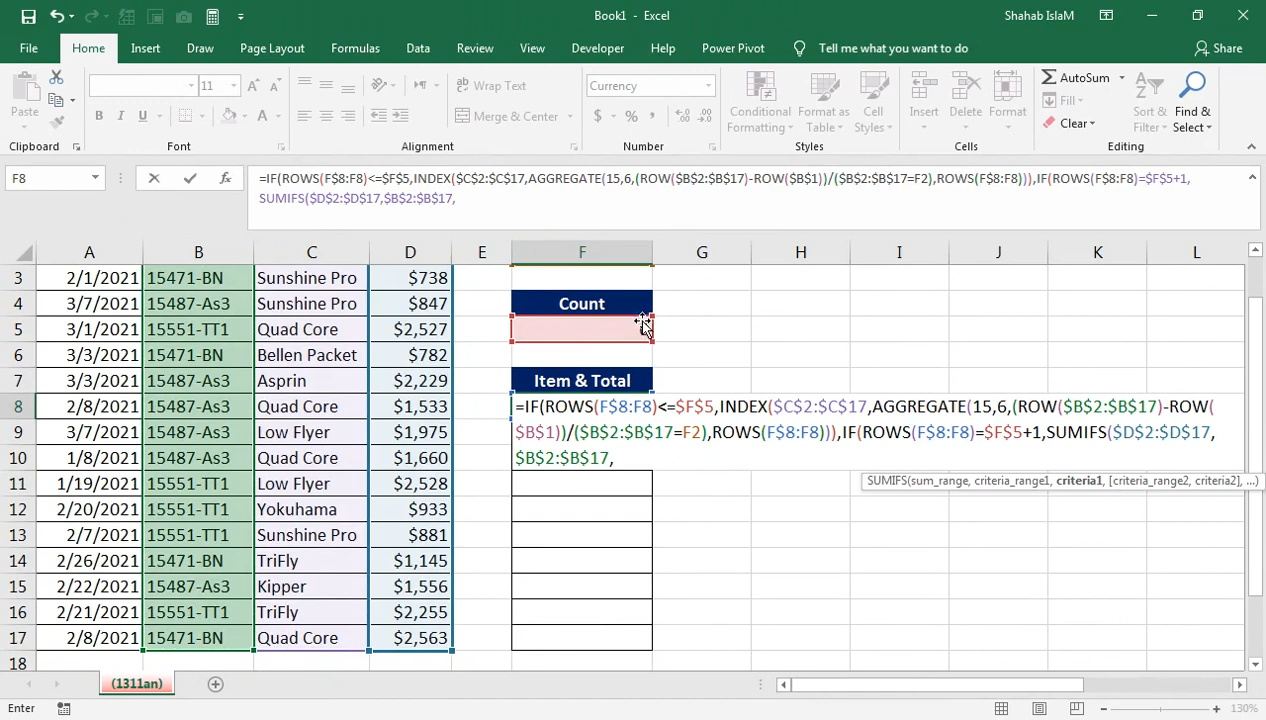 Book1 - Excel
Shahab IslaM
File Home Insert Draw Page Layout Formulas Data Review View Developer Help Power Pivot Tell me what you want to do Share
Paste
11
B I U A
Wrap Text
Merge & Center
Currency
$ %
Conditional Formatting
Format as Table
Cell Styles
Insert
Delete
Format
AutoSum
Fill
Clear
Sort & Filter
Find & Select
Clipboard Font Alignment Number Styles Cells Editing
F8
fx
=IF(ROWS(F$8:F8)<=$F$5,INDEX($C$2:$C$17,AGGREGATE(15,6,(ROW($B$2:$B$17)-ROW($B$1))/($B$2:$B$17=F2),ROWS(F$8:F8))),IF(ROWS(F$8:F8)=$F$5+1,
SUMIFS($D$2:$D$17,$B$2:$B$17,
A B C D E F G H I J K L
3 2/1/2021 15471-BN Sunshine Pro $738
4 3/7/2021 15487-As3 Sunshine Pro $847 Count
5 3/1/2021 15551-TT1 Quad Core $2,527
6 3/3/2021 15471-BN Bellen Packet $782
7 3/3/2021 15487-As3 Asprin $2,229 Item & Total
8 2/8/2021 15487-As3 Quad Core $1,533 =IF(ROWS(F$8:F8)<=$F$5,INDEX($C$2:$C$17,AGGREGATE(15,6,(ROW($B$2:$B$17)-ROW(
9 3/7/2021 15487-As3 Low Flyer $1,975 $B$1))/($B$2:$B$17=F2),ROWS(F$8:F8))),IF(ROWS(F$8:F8)=$F$5+1,SUMIFS($D$2:$D$17,
10 1/8/2021 15487-As3 Quad Core $1,660 $B$2:$B$17,
11 1/19/2021 15551-TT1 Low Flyer $2,528 SUMIFS(sum_range, criteria_range1, criteria1, [criteria_range2, criteria2], ...)
12 2/20/2021 15551-TT1 Yokuhama $933
13 2/7/2021 15551-TT1 Sunshine Pro $881
14 2/26/2021 15471-BN TriFly $1,145
15 2/22/2021 15487-As3 Kipper $1,556
16 2/21/2021 15551-TT1 TriFly $2,255
17 2/8/2021 15471-BN Quad Core $2,563
18
(1311an)
Enter
130%